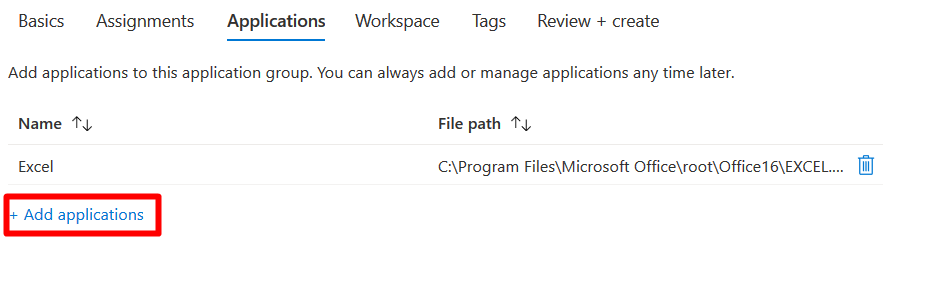 Basics Assignments Applications Workspace Tags Review + create
Add applications to this application group. You can always add or manage applications any time later.
Name ↑↓ File path ↑↓
Excel C:\Program Files\Microsoft Office\root\Office16\EXCEL....
+ Add applications